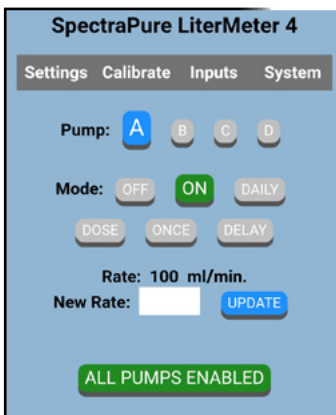 SpectraPure LiterMeter 4
Settings Calibrate Inputs System
Pump: A B C D
Mode: OFF ON DAILY
DOSE ONCE DELAY
Rate: 100 ml/min.
New Rate: UPDATE
ALL PUMPS ENABLED